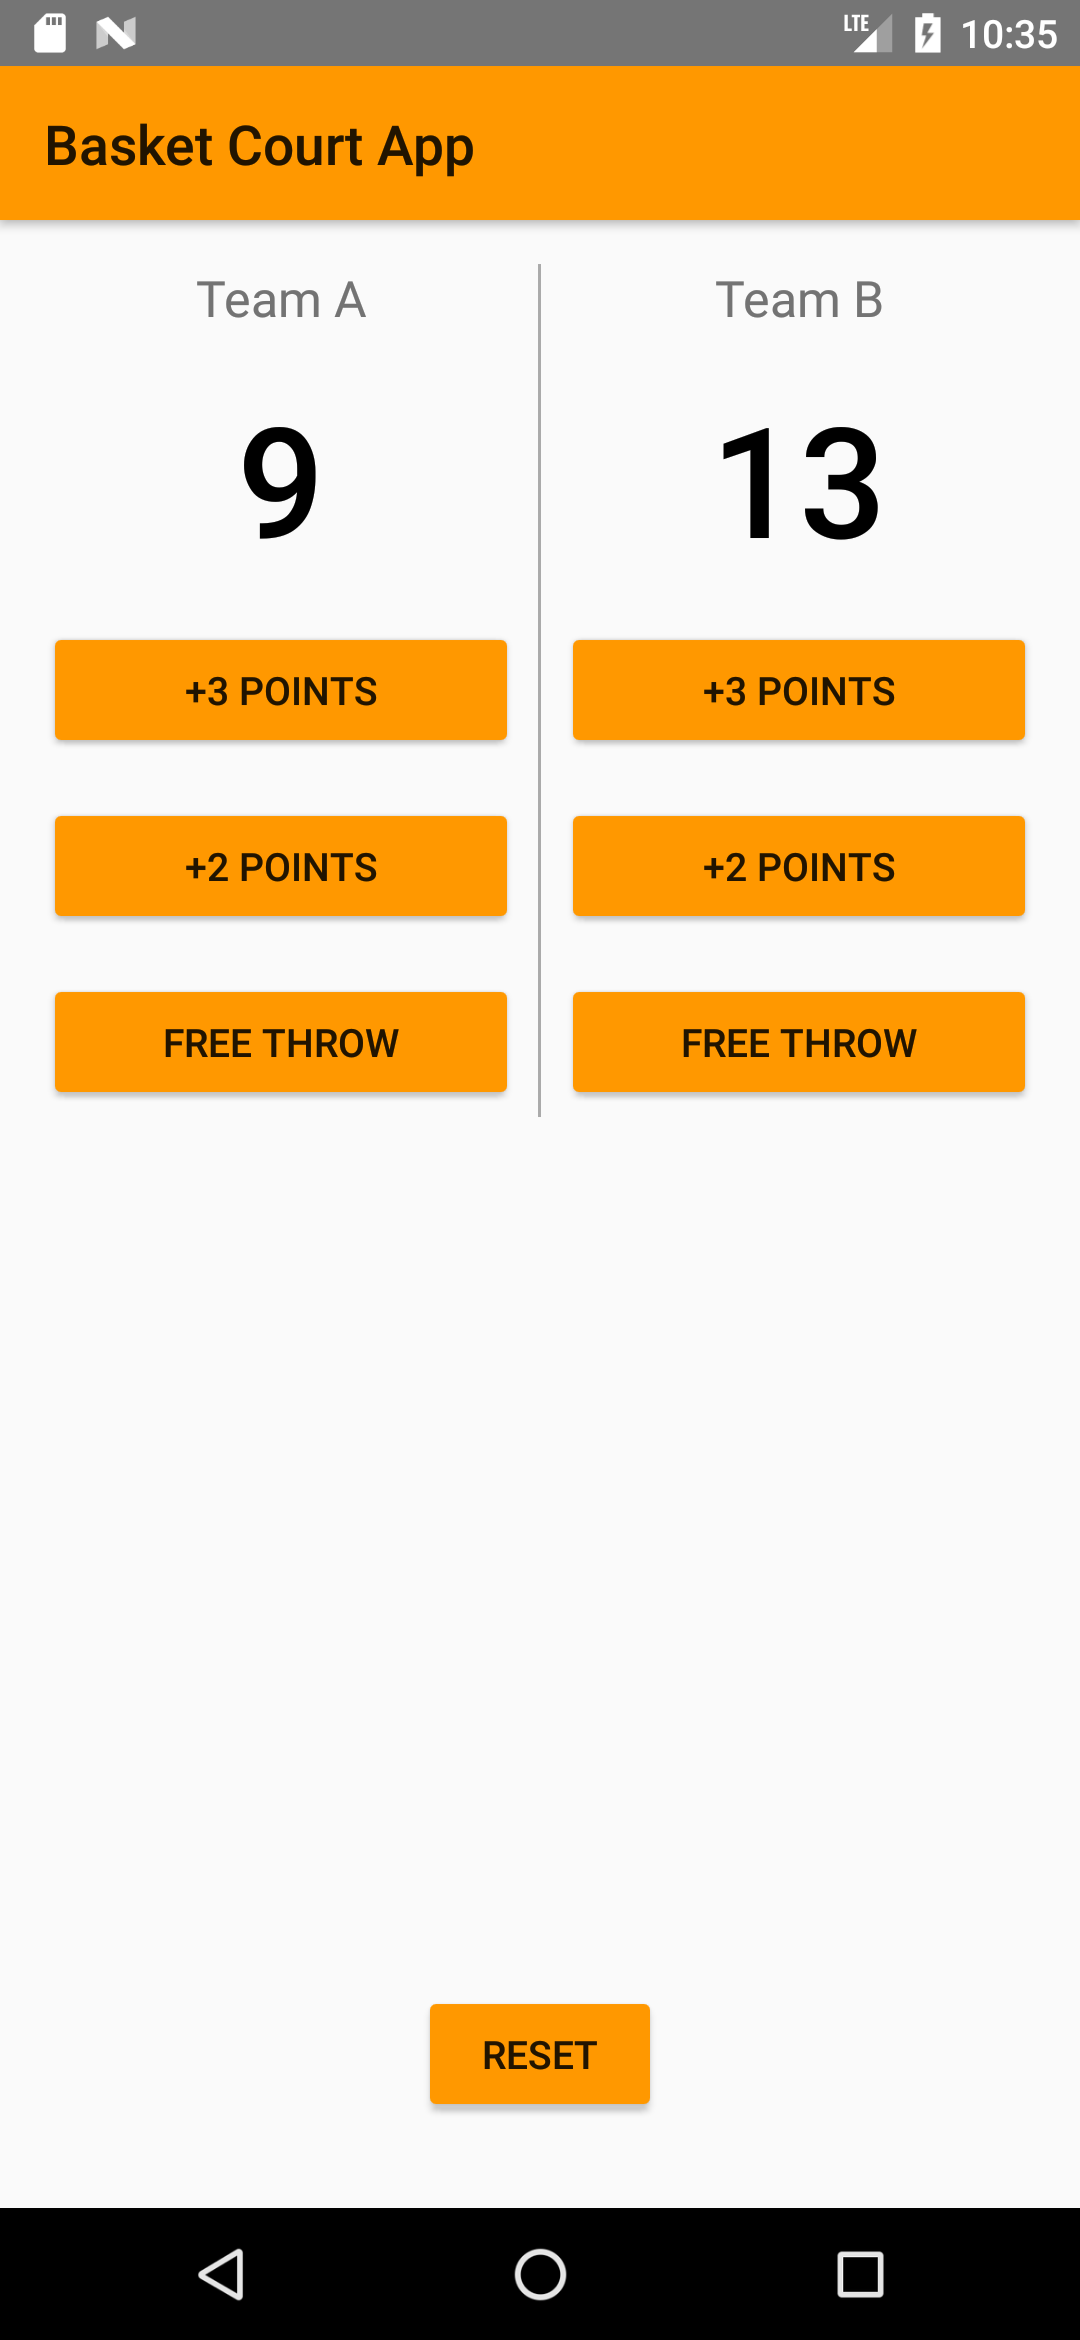 LTE 10:35
Basket Court App
Team A
9
+3 POINTS
+2 POINTS
FREE THROW
Team B
13
+3 POINTS
+2 POINTS
FREE THROW
RESET